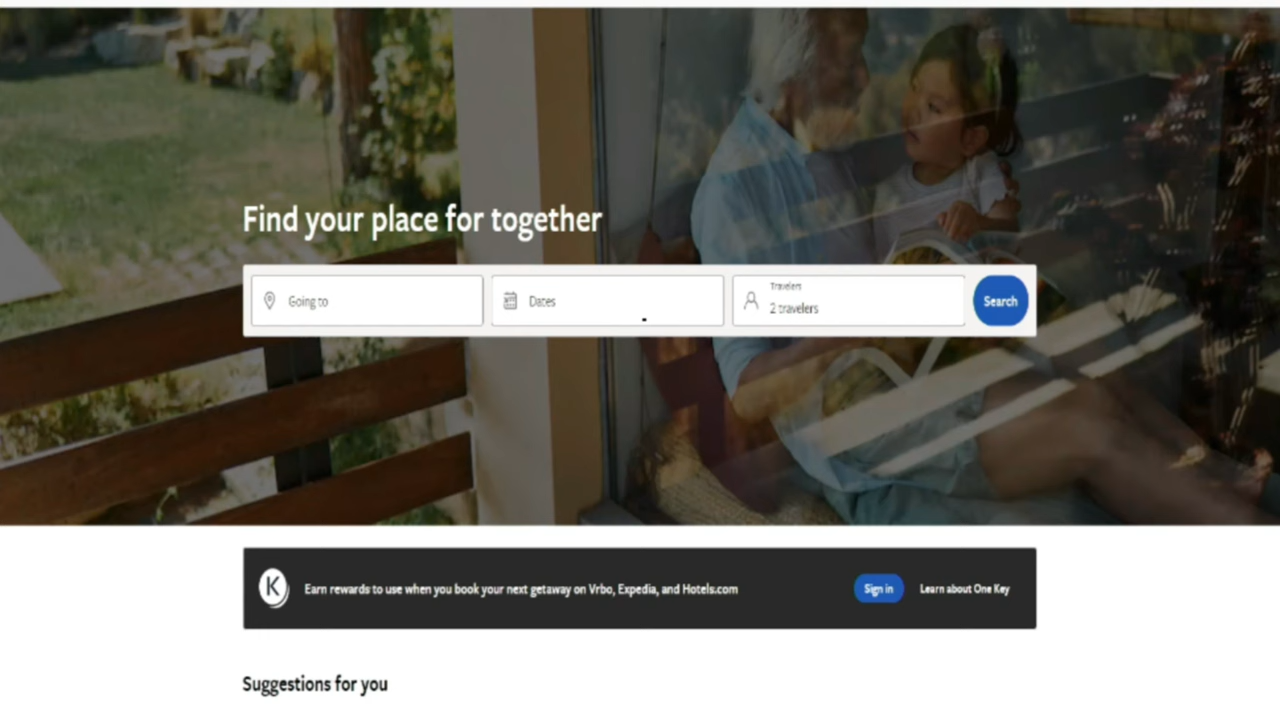 Find your place for together
Going to
Dates
Travelers
2 travelers
Search
K
Earn rewards to use when you book your next getaway on Vrbo, Expedia, and Hotels.com
Sign in
Learn about One Key
Suggestions for you